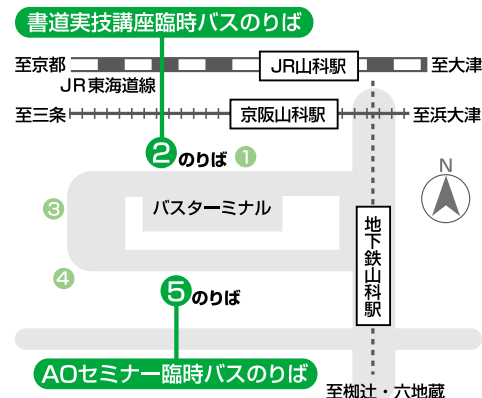 書道実技講座臨時バスのりば
至京都
JR山科駅
至大津
JR東海道線
至三条
京阪山科駅
至浜大津
2のりば
1
N
3
バスターミナル
地下鉄山科駅
4
5のりば
AOセミナー臨時バスのりば
至椥辻・六地蔵